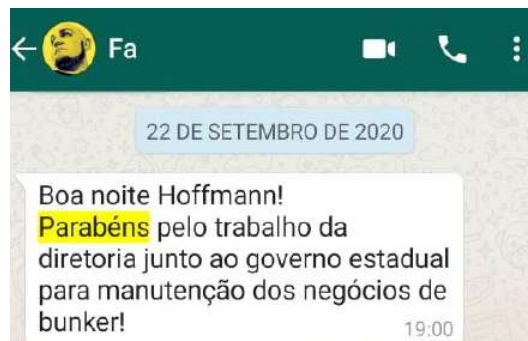 Fa
22 DE SETEMBRO DE 2020
Boa noite Hoffmann!
Parabéns pelo trabalho da
diretoria junto ao governo estadual
para manutenção dos negócios de
bunker!
19:00